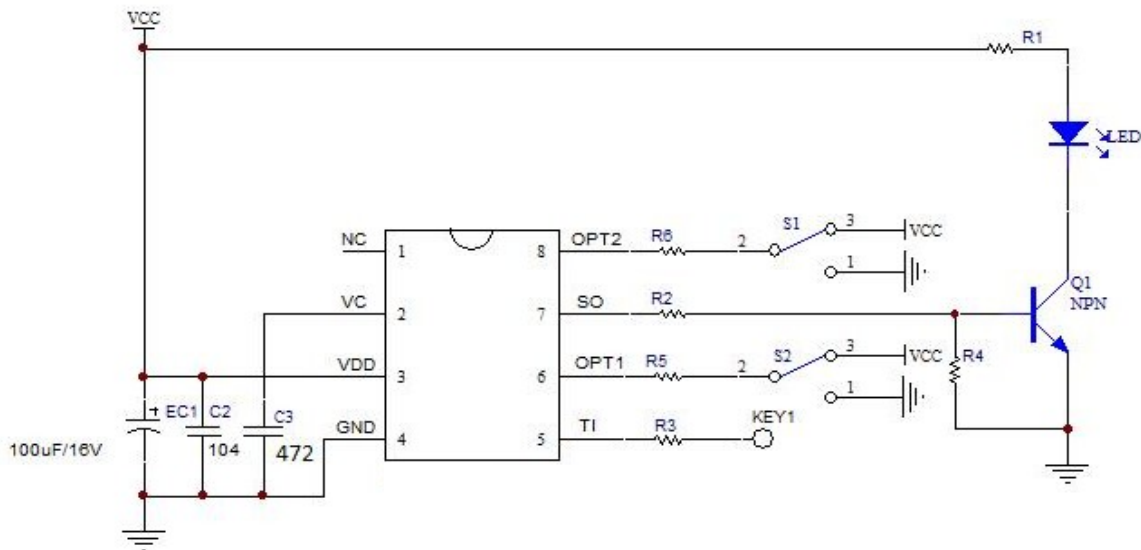 VCC
R1
LED
NC 1 8 OPT2 R6 2 S1 3 VCC
1
VC 2 7 SO R2
Q1
NPN
VDD 3 6 OPT1 R5 2 S2 3 VCC
R4
1
EC1 C2 C3
+
100uF/16V 104 472
GND 4 5 TI R3 KEY1